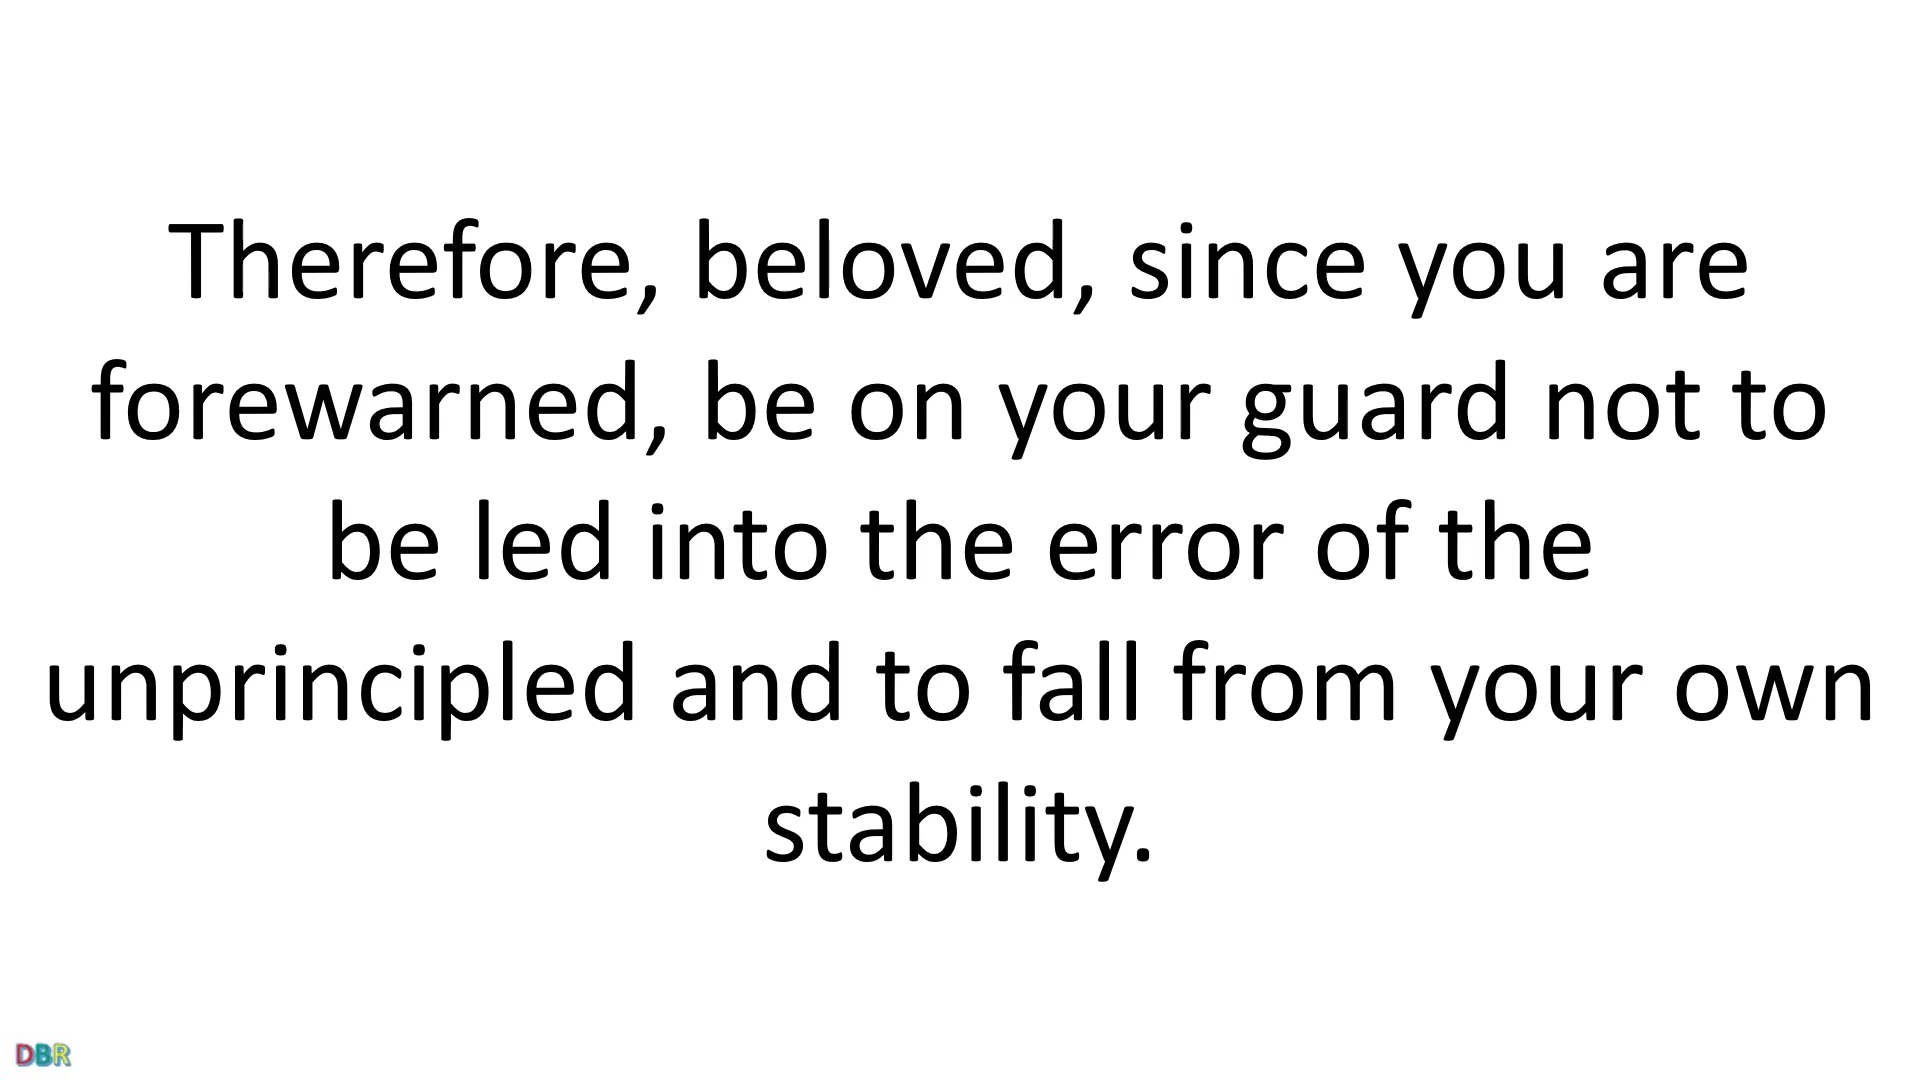 Therefore, beloved, since you are
forewarned, be on your guard not to
be led into the error of the
unprincipled and to fall from your own
stability.
DBR